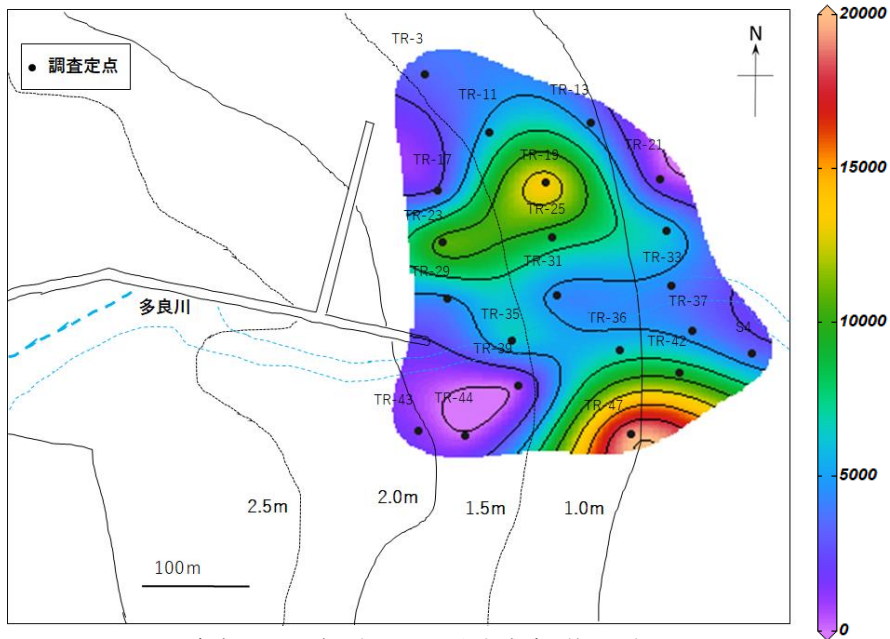 20000
TR-3
N
調査定点
TR-11
TR-13
TR-21
TR-17
TR-19
15000
TR-23
TR-25
TR-29
TR-31
TR-33
多良川
TR-35
TR-36
TR-37
S4
10000
TR-39
TR-42
TR-43
TR-44
TR-47
5000
2.5m
2.0m
1.5m
1.0m
100m
0